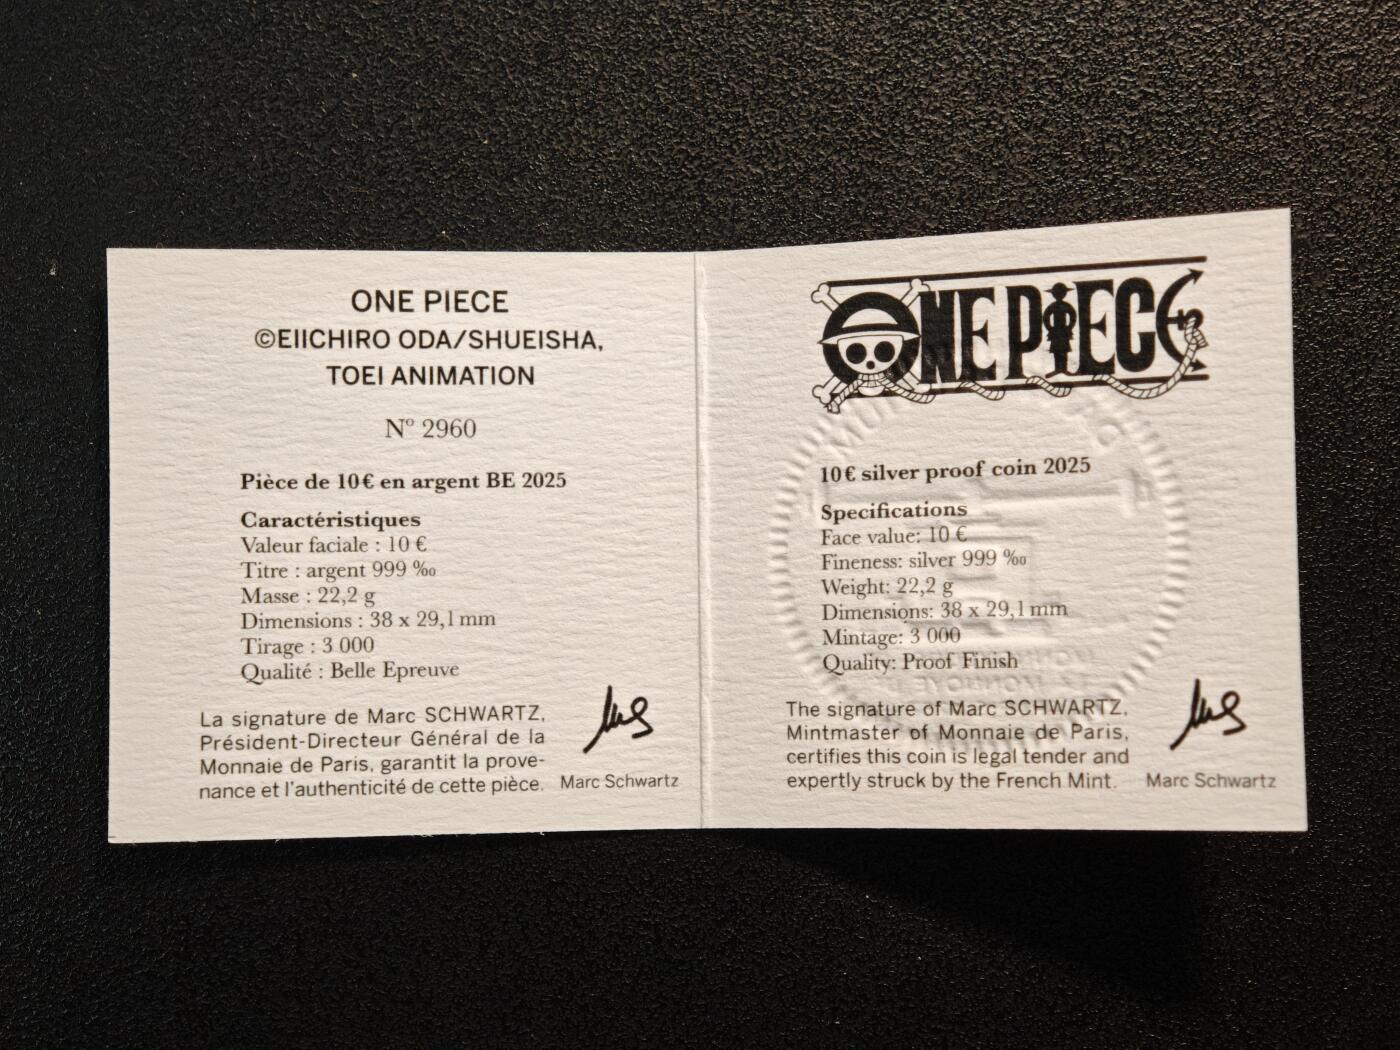 ONE PIECE
©EIICHIRO ODA/SHUEISHA,
TOEI ANIMATION
Nº 2960
Pièce de 10€ en argent BE 2025
Caractéristiques
Valeur faciale : 10 €
Titre : argent 999 ‰
Masse : 22,2 g
Dimensions : 38 x 29,1 mm
Tirage : 3 000
Qualité : Belle Epreuve
La signature de Marc SCHWARTZ,
Président-Directeur Général de la
Monnaie de Paris, garantit la prove-
nance et l'authenticité de cette pièce.
Marc Schwartz
ONE PIECE
10€ silver proof coin 2025
Specifications
Face value: 10 €
Fineness: silver 999 ‰
Weight: 22,2 g
Dimensions: 38 x 29,1 mm
Mintage: 3 000
Quality: Proof Finish
The signature of Marc SCHWARTZ,
Mintmaster of Monnaie de Paris,
certifies this coin is legal tender and
expertly struck by the French Mint.
Marc Schwartz